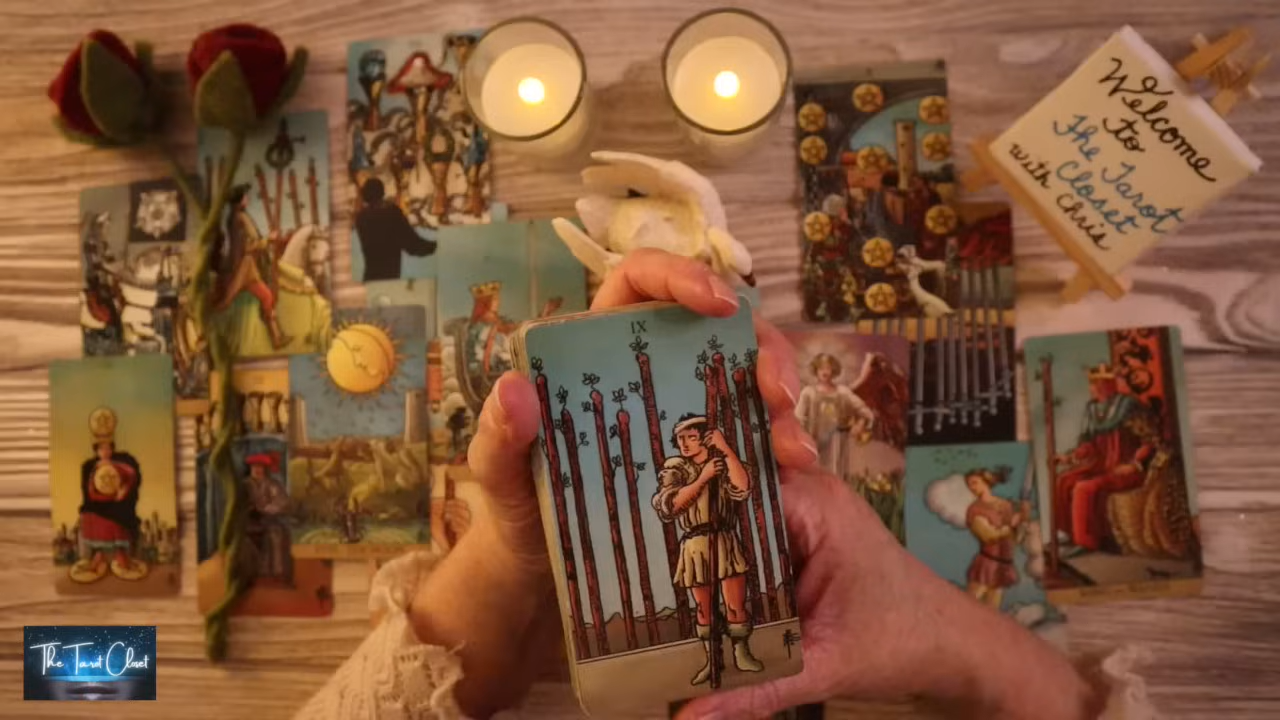 Welcome
to
The Tarot
Closet
with Chris
IX
The Tarot Closet